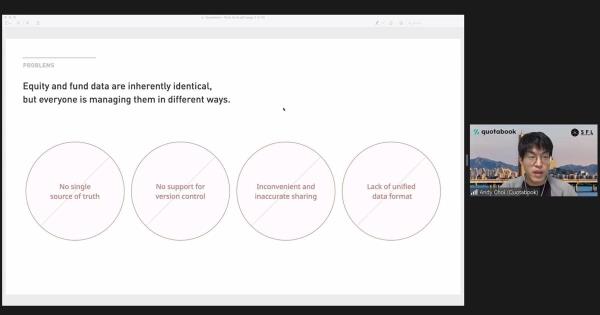 PROBLEMS
Equity and fund data are inherently identical,
but everyone is managing them in different ways.
No single
source of truth
No support for
version control
Inconvenient and
inaccurate sharing
Lack of unified
data format
quotabook
SFL
Andy Choi (Quotabook)